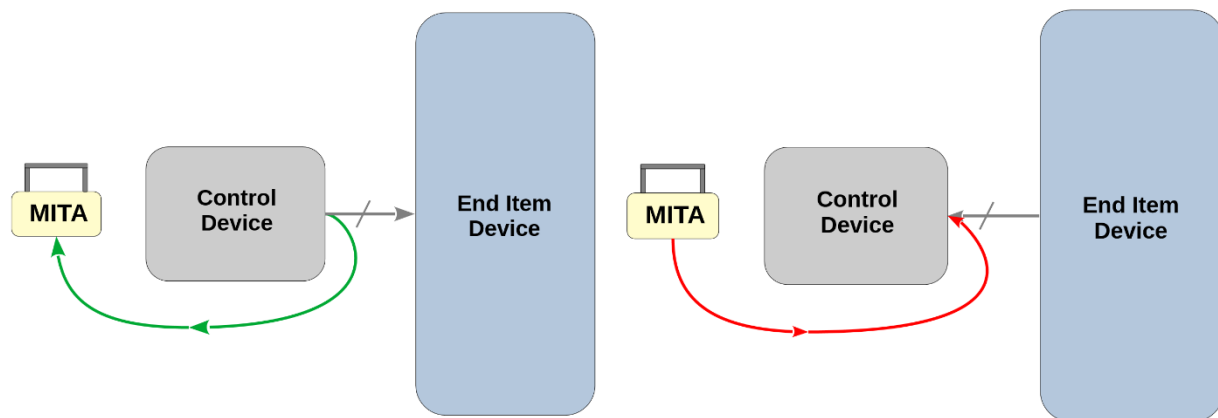 MITA
Control
Device
End Item
Device
MITA
Control
Device
End Item
Device